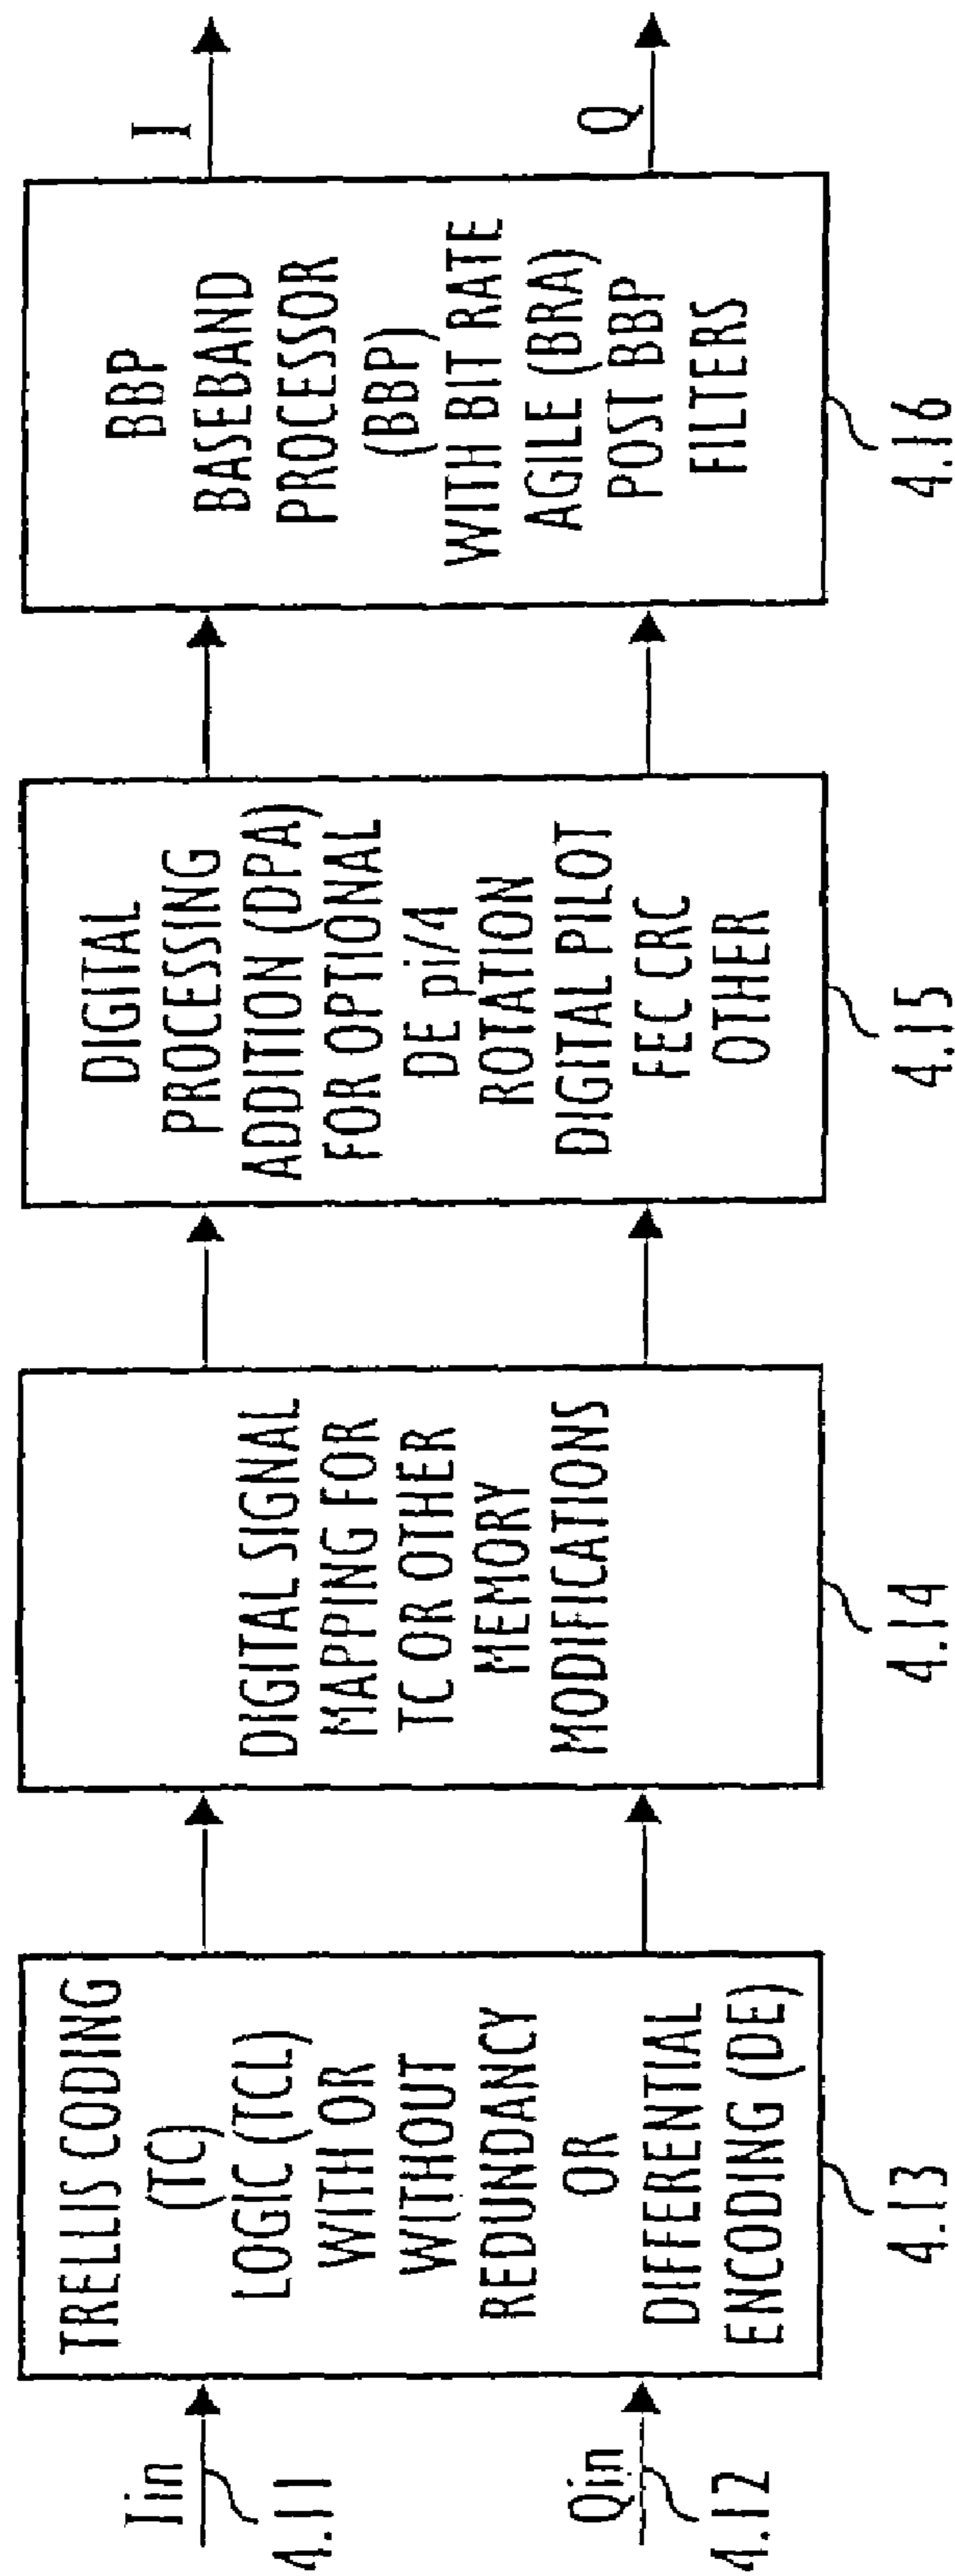 Iin
4.11
Qin
4.12
TRELLIS CODING
(TC)
LOGIC (TCL)
WITH OR
WITHOUT
REDUNDANCY
OR
DIFFERENTIAL
ENCODING (DE)
4.13
DIGITAL SIGNAL
MAPPING FOR
TC OR OTHER
MEMORY
MODIFICATIONS
4.14
DIGITAL
PROCESSING
ADDITION (DPA)
FOR OPTIONAL
DE pi/4
ROTATION
DIGITAL PILOT
FEC CRC
OTHER
4.15
BBP
BASEBAND
PROCESSOR
(BBP)
WITH BIT RATE
AGILE (BRA)
POST BBP
FILTERS
4.16
I
Q